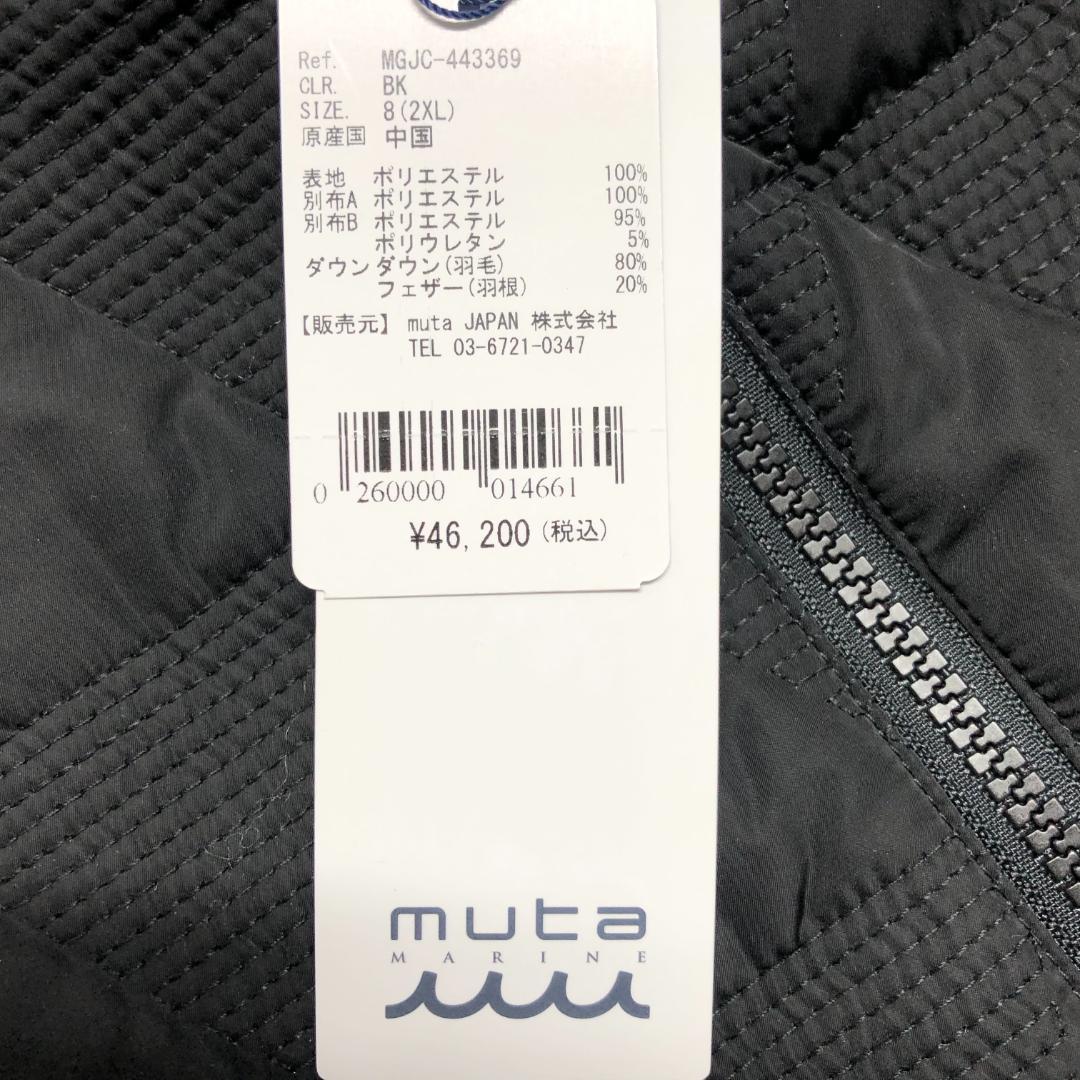 Ref. MGJC-443369
CLR. BK
SIZE. 8(2XL)
原産国 中国
表地 ポリエステル 100%
別布A ポリエステル 100%
別布B ポリエステル 95%
ポリウレタン 5%
ダウン ダウン(羽毛) 80%
フェザー(羽根) 20%
【販売元】 muta JAPAN 株式会社
TEL 03-6721-0347
0 260000 014661
¥46,200(税込)
muta
MARINE